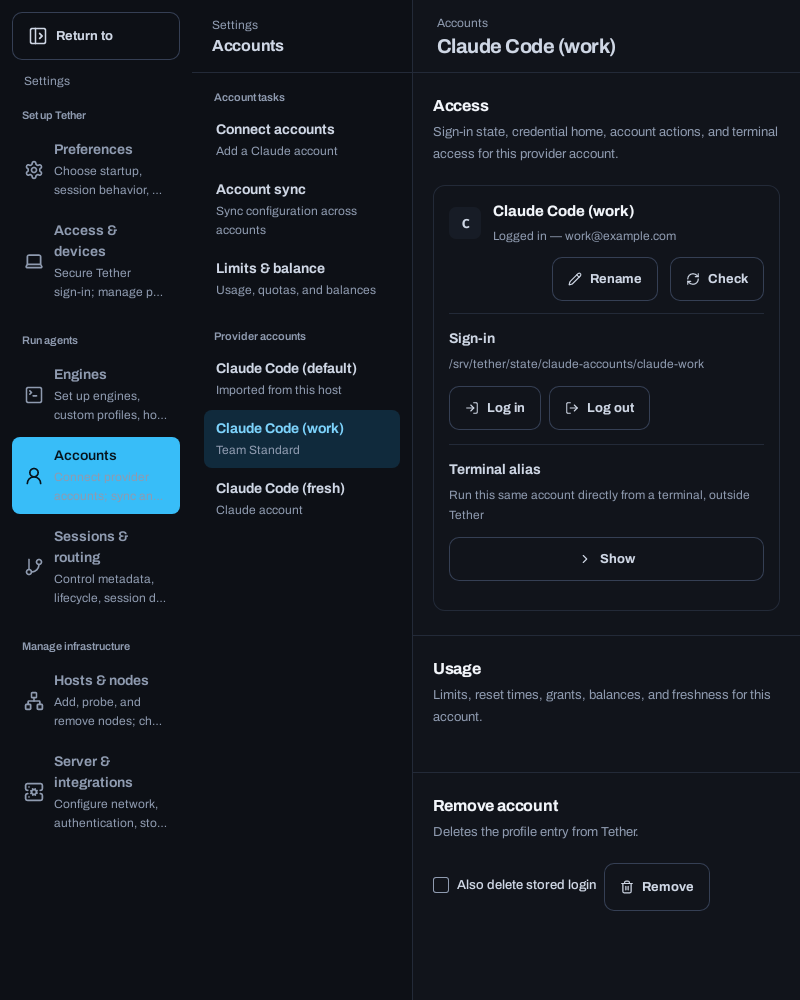 Return to
Settings
Set up Tether
Preferences
Choose startup,
session behavior, ...
Access &
devices
Secure Tether
sign-in; manage p...
Run agents
Engines
Set up engines,
custom profiles, ho...
Accounts
Sessions &
routing
Control metadata,
lifecycle, session d...
Manage infrastructure
Hosts & nodes
Add, probe, and
remove nodes; ch...
Server &
integrations
Configure network,
authentication, sto...
Settings
Accounts
Account tasks
Connect accounts
Add a Claude account
Account sync
Sync configuration across
accounts
Limits & balance
Usage, quotas, and balances
Provider accounts
Claude Code (default)
Imported from this host
Claude Code (work)
Team Standard
Claude Code (fresh)
Claude account
Accounts
Claude Code (work)
Access
Sign-in state, credential home, account actions, and terminal
access for this provider account.
C
Claude Code (work)
Logged in — work@example.com
Rename
Check
Sign-in
/srv/tether/state/claude-accounts/claude-work
Log in
Log out
Terminal alias
Run this same account directly from a terminal, outside
Tether
Show
Usage
Limits, reset times, grants, balances, and freshness for this
account.
Remove account
Deletes the profile entry from Tether.
Also delete stored login
Remove